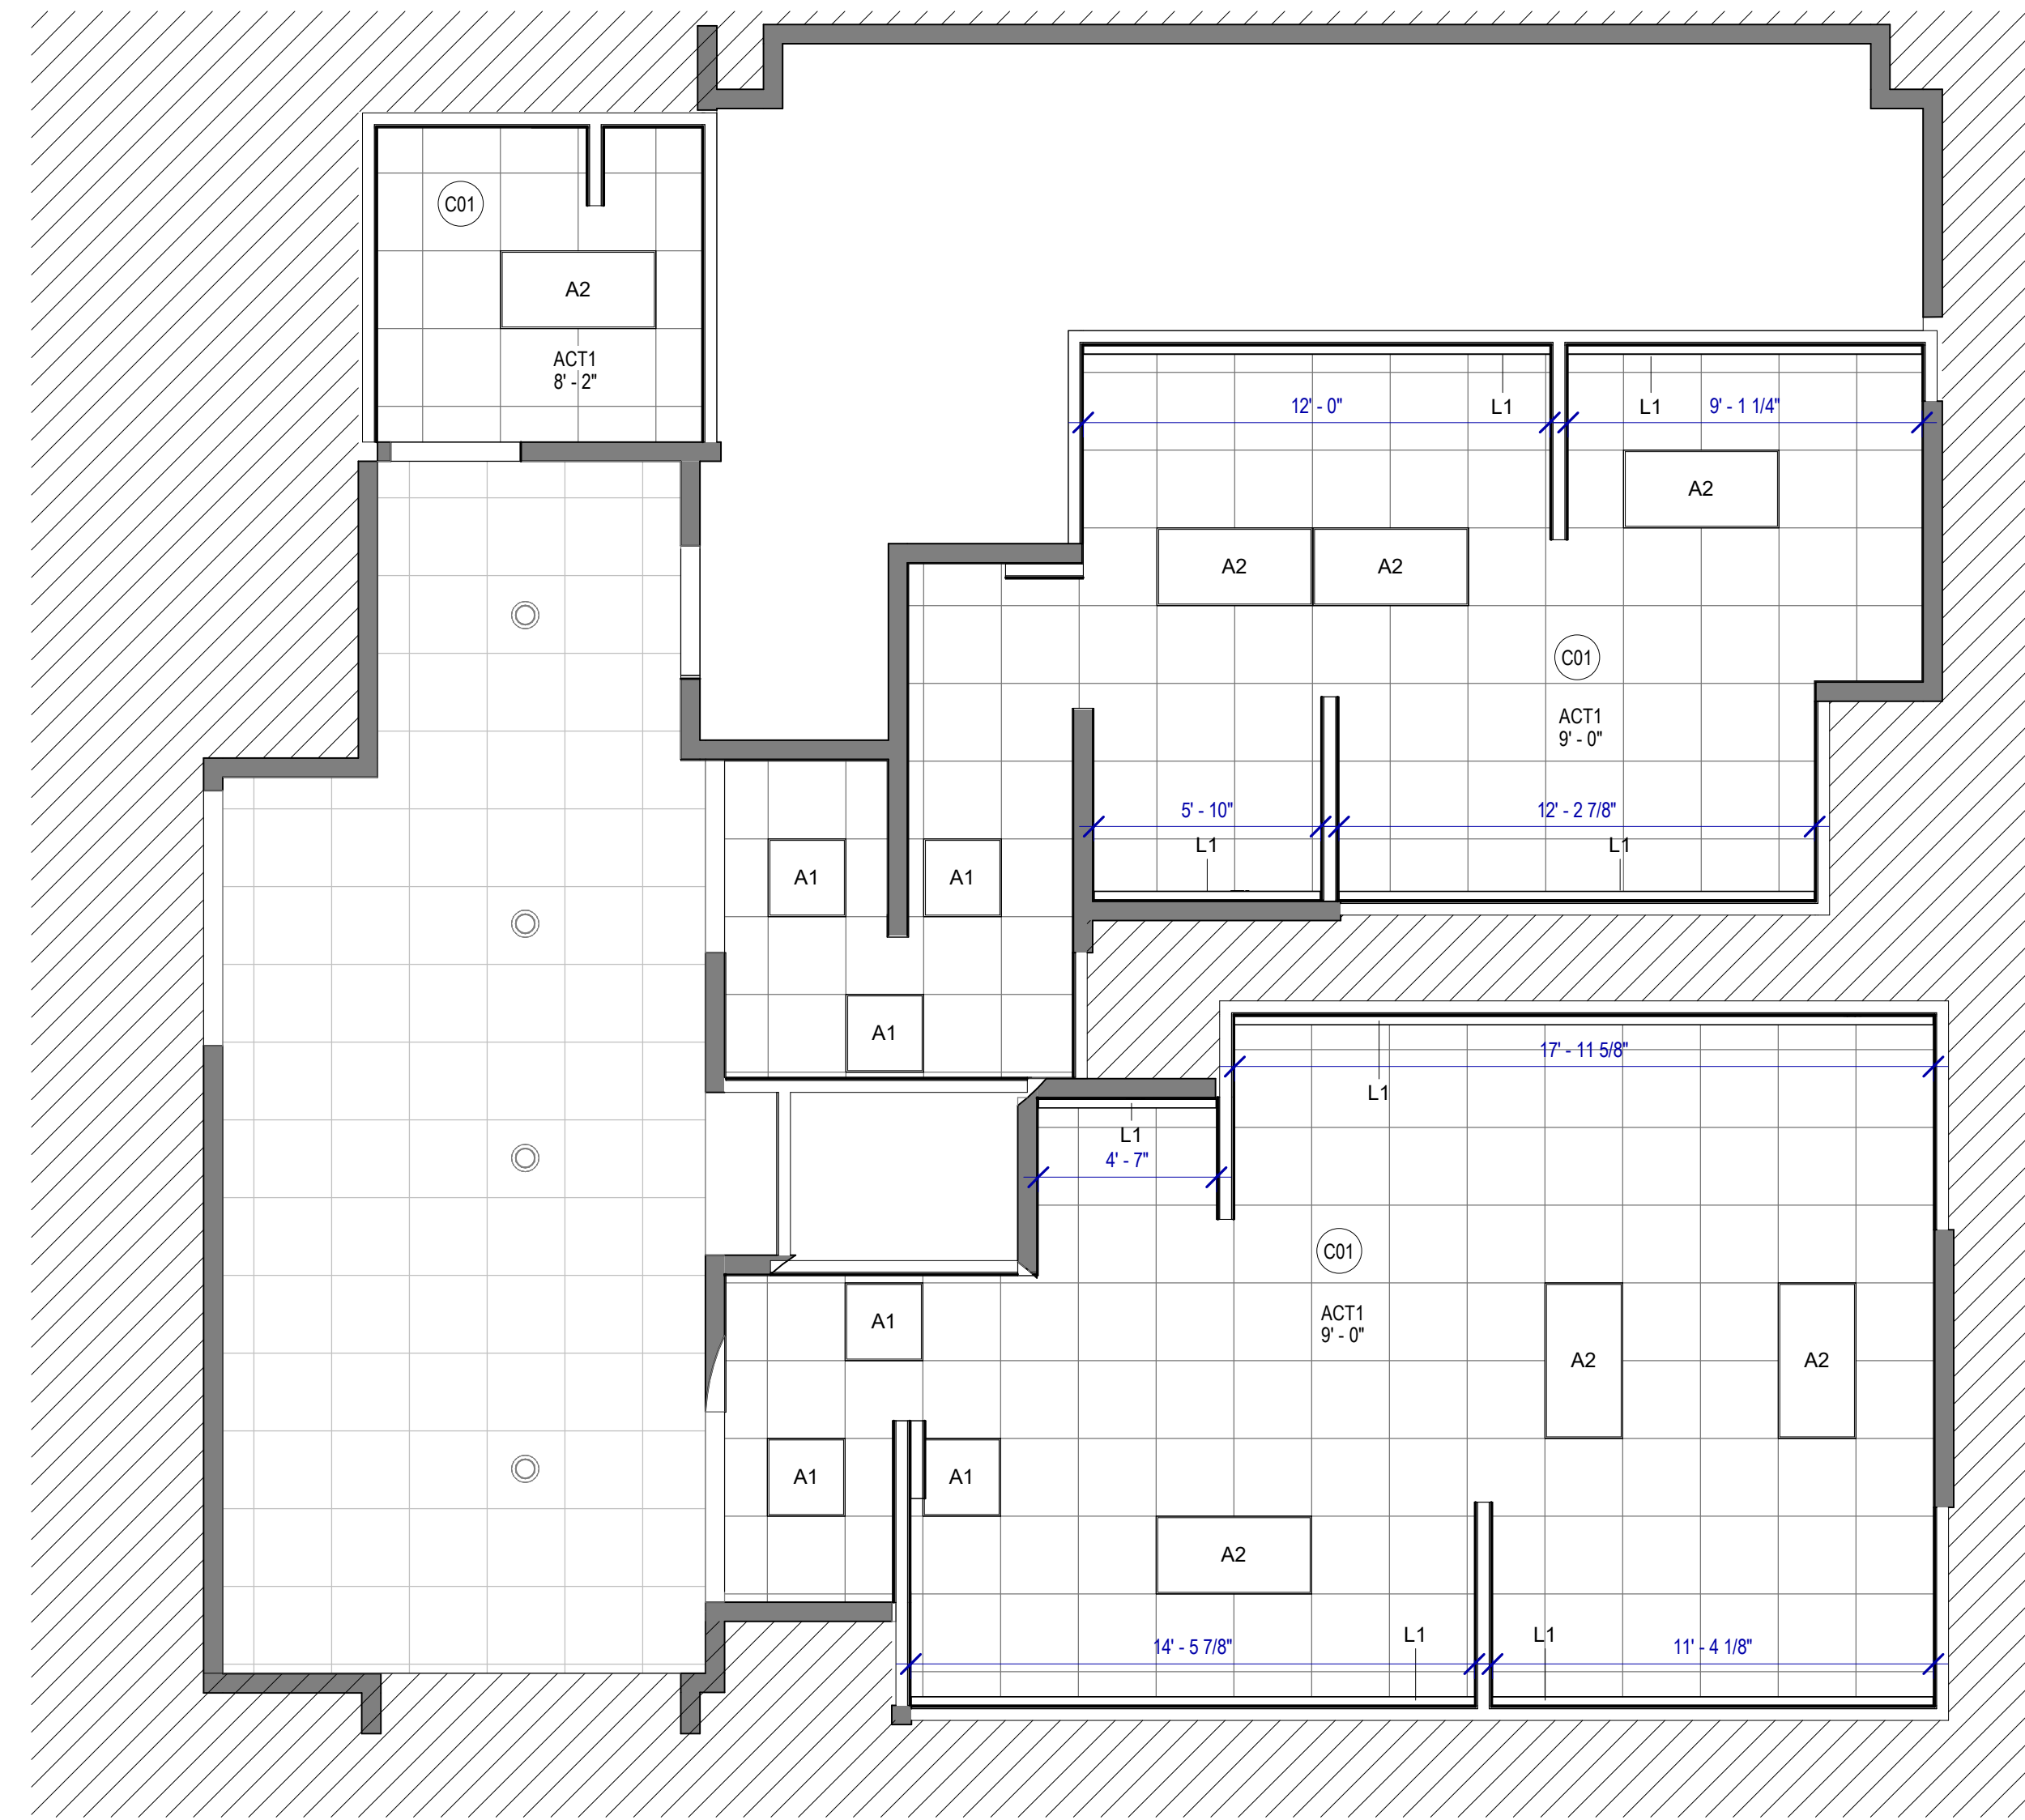 C01
A2
ACT1
8' - 2"
12' - 0"
L1
L1
9' - 1 1/4"
A2
A2
A2
C01
ACT1
9' - 0"
5' - 10"
12' - 2 7/8"
L1
L1
A1
A1
A1
17' - 11 5/8"
L1
L1
4' - 7"
C01
ACT1
9' - 0"
A1
A2
A2
A1
A1
A2
14' - 5 7/8"
L1
L1
11' - 4 1/8"